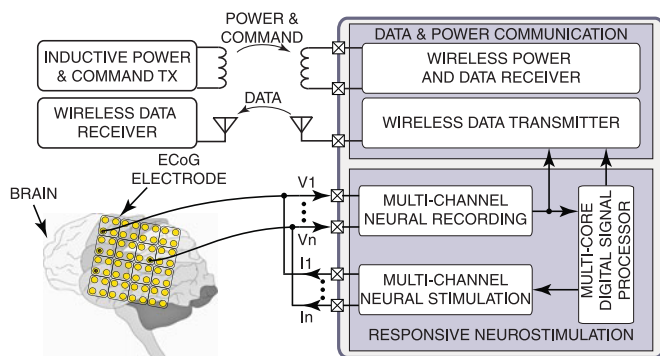 POWER &
COMMAND
INDUCTIVE POWER
& COMMAND TX
WIRELESS DATA
RECEIVER
DATA
DATA & POWER COMMUNICATION
WIRELESS POWER
AND DATA RECEIVER
WIRELESS DATA TRANSMITTER
ECoG
ELECTRODE
BRAIN
V1
Vn
I1
In
MULTI-CHANNEL
NEURAL RECORDING
MULTI-CHANNEL
NEURAL STIMULATION
MULTI-CORE
DIGITAL SIGNAL
PROCESSOR
RESPONSIVE NEUROSTIMULATION